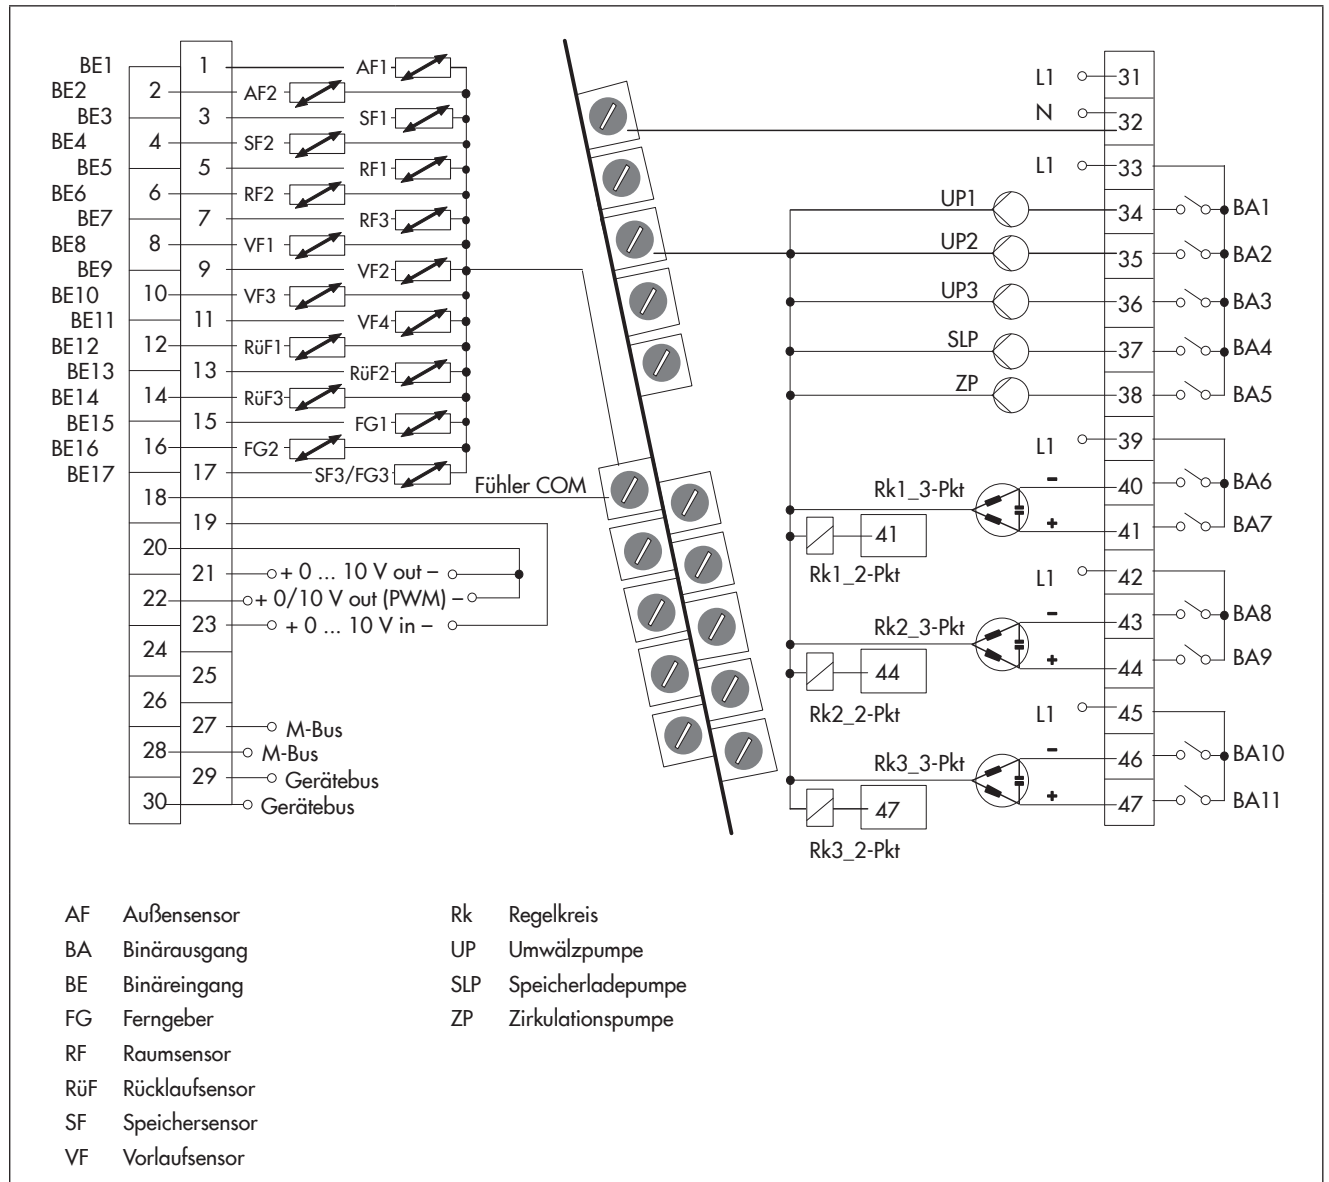 BE1 1 AF1
BE2 2 AF2
BE3 3 SF1
BE4 4 SF2
BE5 5 RF1
BE6 6 RF2
BE7 7 RF3
BE8 8 VF1
BE9 9 VF2
BE10 10 VF3
BE11 11 VF4
BE12 12 RüF1
BE13 13 RüF2
BE14 14 RüF3
BE15 15 FG1
BE16 16 FG2
BE17 17 SF3/FG3
18 Fühler COM
19
20
21 + 0 ... 10 V out –
22 + 0/10 V out (PWM) –
23 + 0 ... 10 V in –
24
25
26
27 M-Bus
28 M-Bus
29 Gerätebus
30 Gerätebus
L1 31
N 32
L1 33
UP1 34 BA1
UP2 35 BA2
UP3 36 BA3
SLP 37 BA4
ZP 38 BA5
L1 39
Rk1_3-Pkt – 40 BA6
41 + 41 BA7
Rk1_2-Pkt
L1 42
Rk2_3-Pkt – 43 BA8
44 + 44 BA9
Rk2_2-Pkt
L1 45
Rk3_3-Pkt – 46 BA10
47 + 47 BA11
Rk3_2-Pkt
AF Außensensor
BA Binärausgang
BE Binäreingang
FG Ferngeber
RF Raumsensor
RüF Rücklaufsensor
SF Speichersensor
VF Vorlaufsensor
Rk Regelkreis
UP Umwälzpumpe
SLP Speicherladepumpe
ZP Zirkulationspumpe